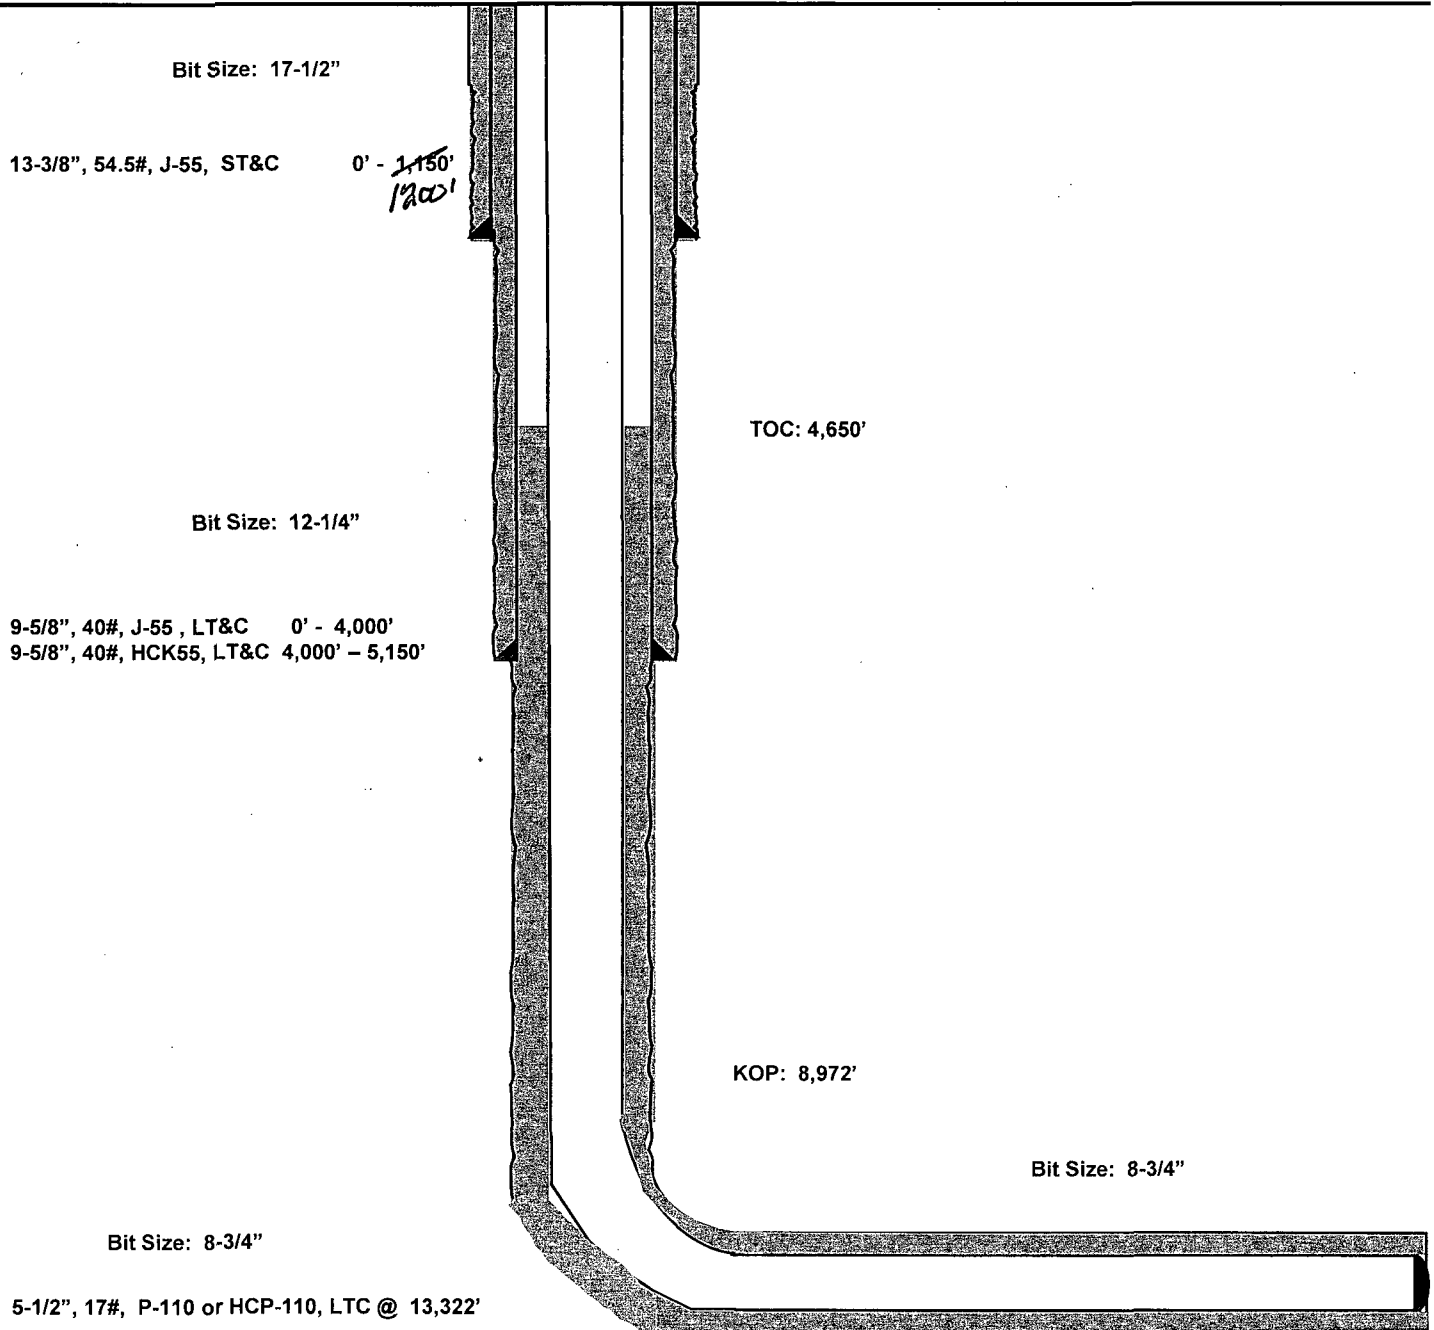 Bit Size: 17-1/2”
13-3/8”, 54.5#, J-55, ST&C 0’ - 1,150’
1200'
TOC: 4,650’
Bit Size: 12-1/4”
9-5/8”, 40#, J-55 , LT&C 0’ - 4,000’
9-5/8”, 40#, HCK55, LT&C 4,000’ – 5,150’
KOP: 8,972’
Bit Size: 8-3/4”
Bit Size: 8-3/4”
5-1/2”, 17#, P-110 or HCP-110, LTC @ 13,322’